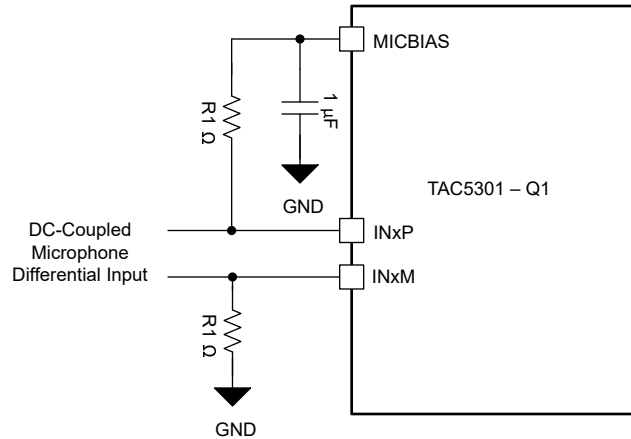 MICBIAS
R1 Ω
1 µF
TAC5301 – Q1
GND
DC-Coupled
Microphone
Differential Input
INxP
INxM
R1 Ω
GND